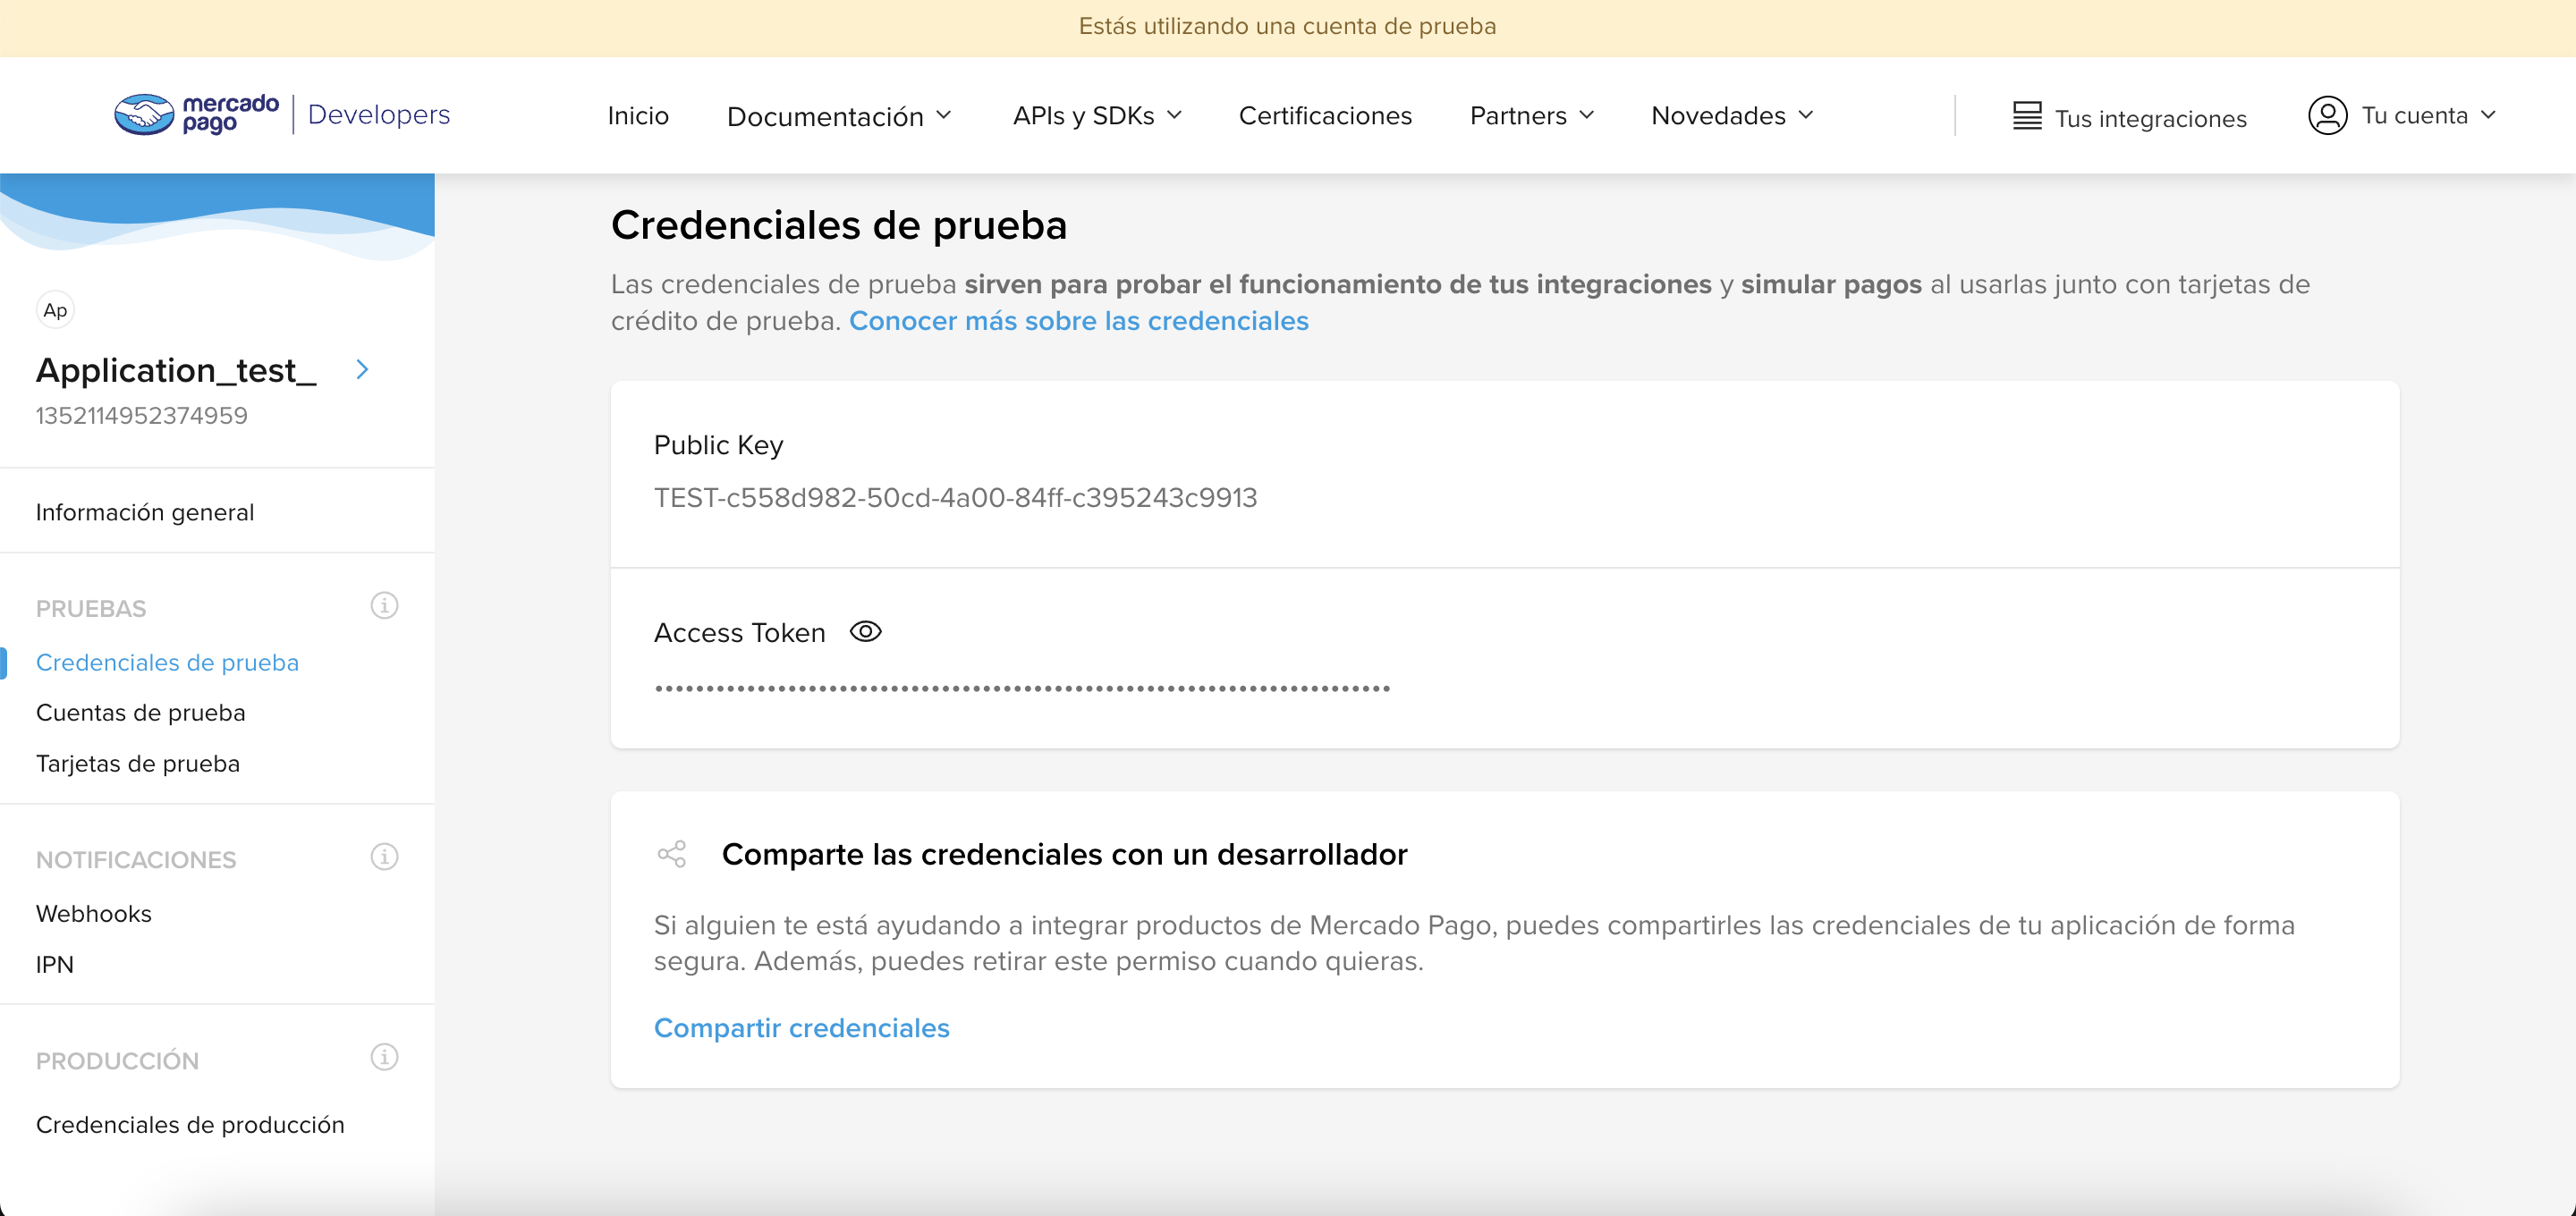 Estás utilizando una cuenta de prueba
mercado pago | Developers
Inicio
Documentación
APIs y SDKs
Certificaciones
Partners
Novedades
Tus integraciones
Tu cuenta
Ap
Application_test_
1352114952374959
Información general
PRUEBAS
Credenciales de prueba
Cuentas de prueba
Tarjetas de prueba
NOTIFICACIONES
Webhooks
IPN
PRODUCCIÓN
Credenciales de producción
Credenciales de prueba
Las credenciales de prueba sirven para probar el funcionamiento de tus integraciones y simular pagos al usarlas junto con tarjetas de
crédito de prueba. Conocer más sobre las credenciales
Public Key
TEST-c558d982-50cd-4a00-84ff-c395243c9913
Access Token
Comparte las credenciales con un desarrollador
Si alguien te está ayudando a integrar productos de Mercado Pago, puedes compartirles las credenciales de tu aplicación de forma
segura. Además, puedes retirar este permiso cuando quieras.
Compartir credenciales